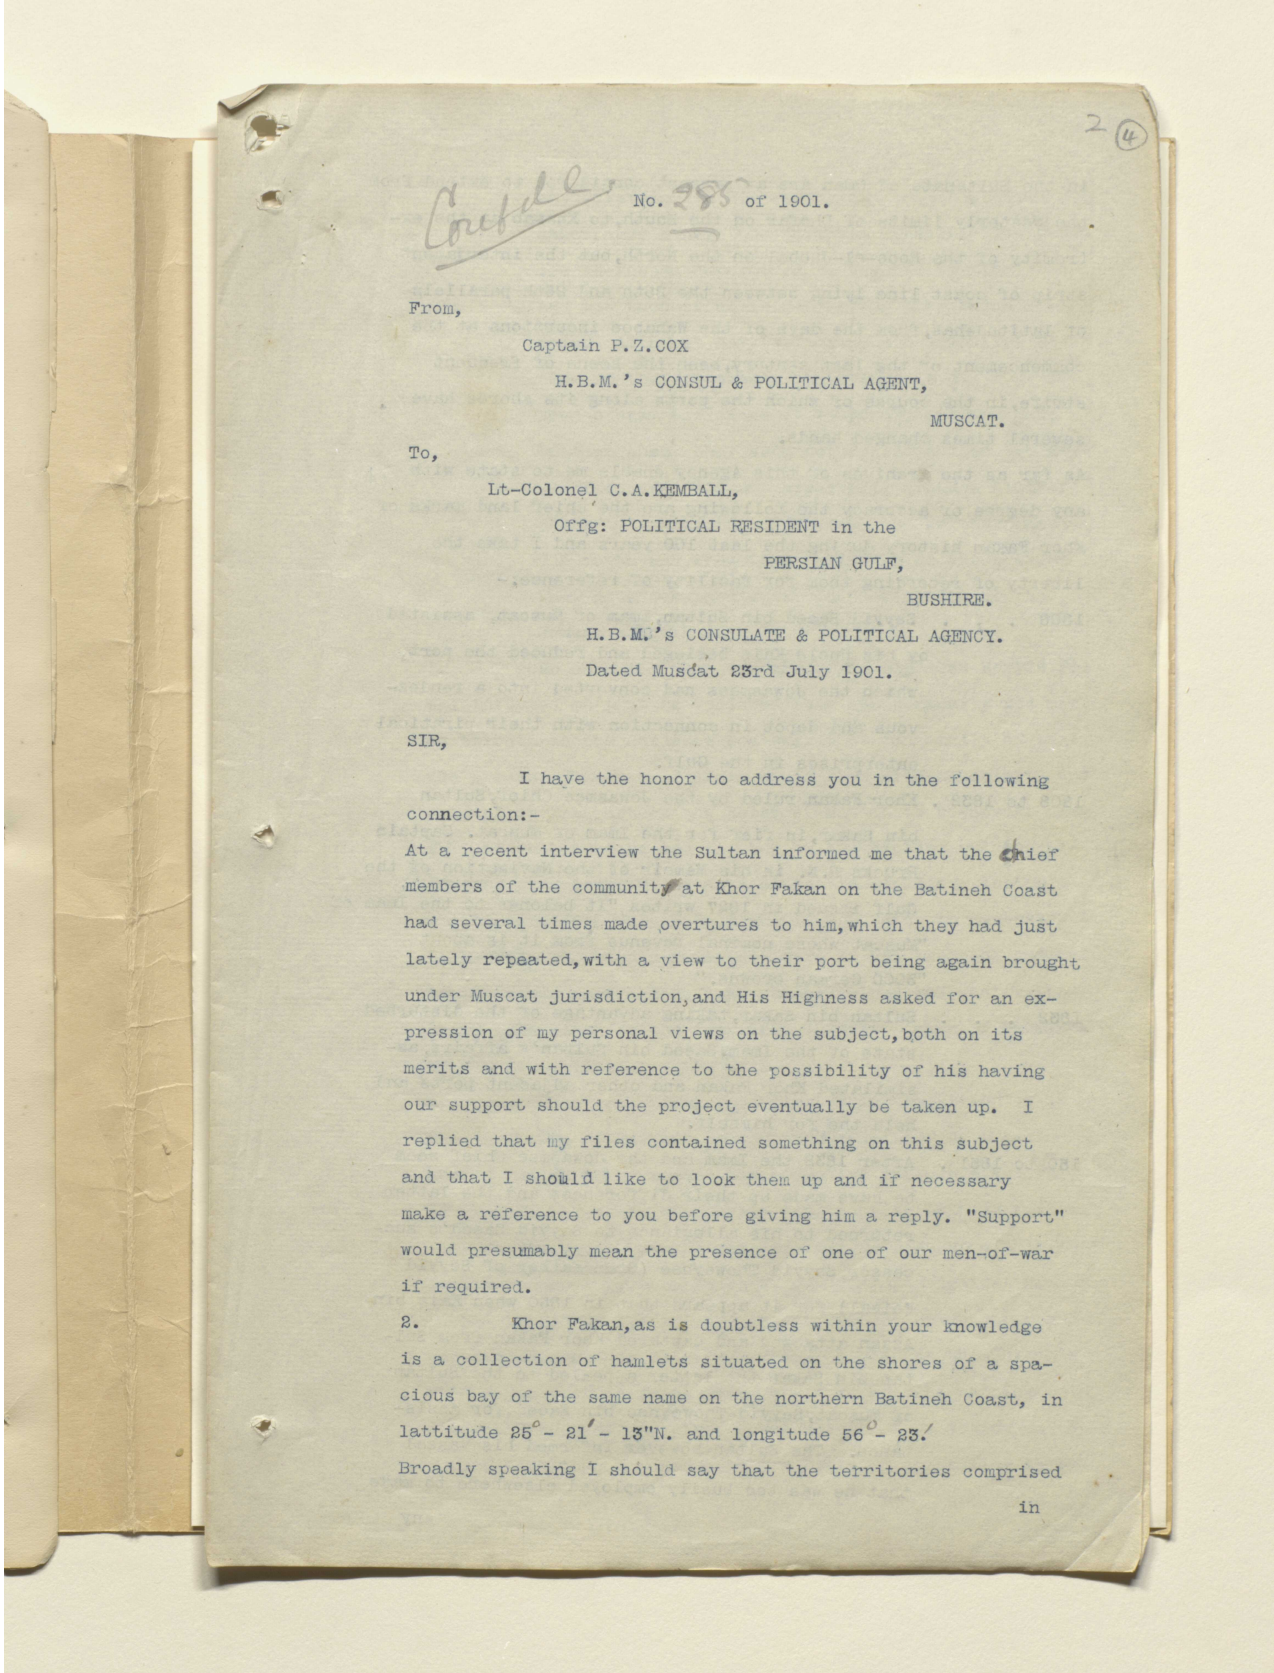 2 4
Confdl.
No. 285 of 1901.
From,
Captain P.Z.COX
H.B.M.'s CONSUL & POLITICAL AGENT,
MUSCAT.
To,
Lt-Colonel C.A.KEMBALL,
Offg: POLITICAL RESIDENT in the
PERSIAN GULF,
BUSHIRE.
H.B.M.'s CONSULATE & POLITICAL AGENCY.
Dated Muscat 23rd July 1901.
SIR,
I have the honor to address you in the following
connection:-
At a recent interview the Sultan informed me that the chief
members of the community at Khor Fakan on the Batineh Coast
had several times made overtures to him,which they had just
lately repeated,with a view to their port being again brought
under Muscat jurisdiction,and His Highness asked for an ex-
pression of my personal views on the subject,both on its
merits and with reference to the possibility of his having
our support should the project eventually be taken up. I
replied that my files contained something on this subject
and that I should like to look them up and if necessary
make a reference to you before giving him a reply. "Support"
would presumably mean the presence of one of our men-of-war
if required.
2. Khor Fakan,as is doubtless within your knowledge
is a collection of hamlets situated on the shores of a spa-
cious bay of the same name on the northern Batineh Coast, in
lattitude 25°- 21'- 13"N. and longitude 56°- 23.'
Broadly speaking I should say that the territories comprised
in